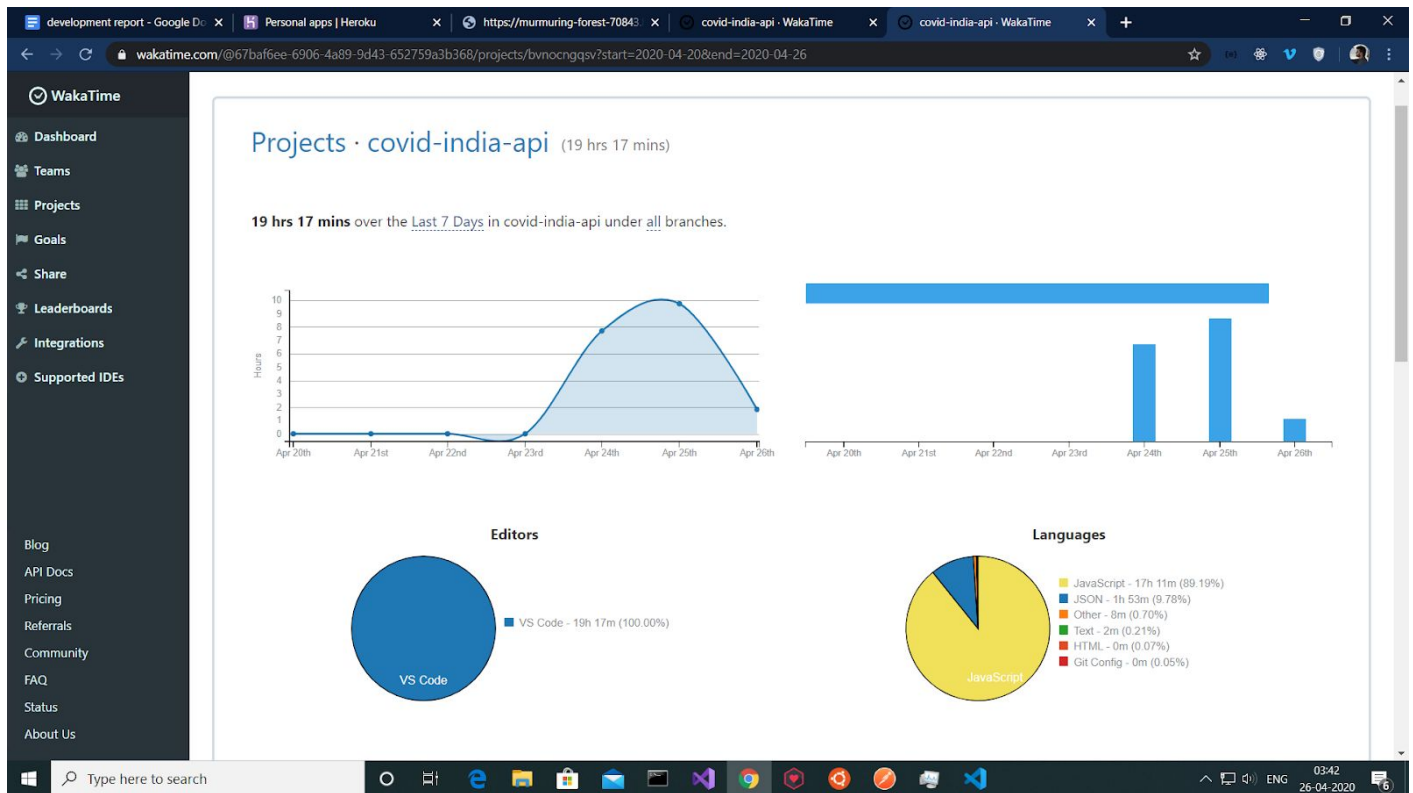 development report - Google Do
Personal apps | Heroku
https://murmuring-forest-70843.
covid-india-api · WakaTime
covid-india-api · WakaTime
wakatime.com/@67baf6ee-6906-4a89-9d43-652759a3b368/projects/bvnocngqsv?start=2020-04-20&end=2020-04-26
WakaTime
Dashboard
Teams
Projects
Goals
Share
Leaderboards
Integrations
Supported IDEs
Blog
API Docs
Pricing
Referrals
Community
FAQ
Status
About Us
Projects · covid-india-api (19 hrs 17 mins)
19 hrs 17 mins over the Last 7 Days in covid-india-api under all branches.
Hours
10
9
8
7
6
5
4
3
2
1
0
Apr 20th Apr 21st Apr 22nd Apr 23rd Apr 24th Apr 25th Apr 26th
Apr 20th Apr 21st Apr 22nd Apr 23rd Apr 24th Apr 25th Apr 26th
Editors
VS Code
VS Code - 19h 17m (100.00%)
Languages
JavaScript
JavaScript - 17h 11m (89.19%)
JSON - 1h 53m (9.78%)
Other - 8m (0.70%)
Text - 2m (0.21%)
HTML - 0m (0.07%)
Git Config - 0m (0.05%)
Type here to search
ENG
03:42
26-04-2020
6